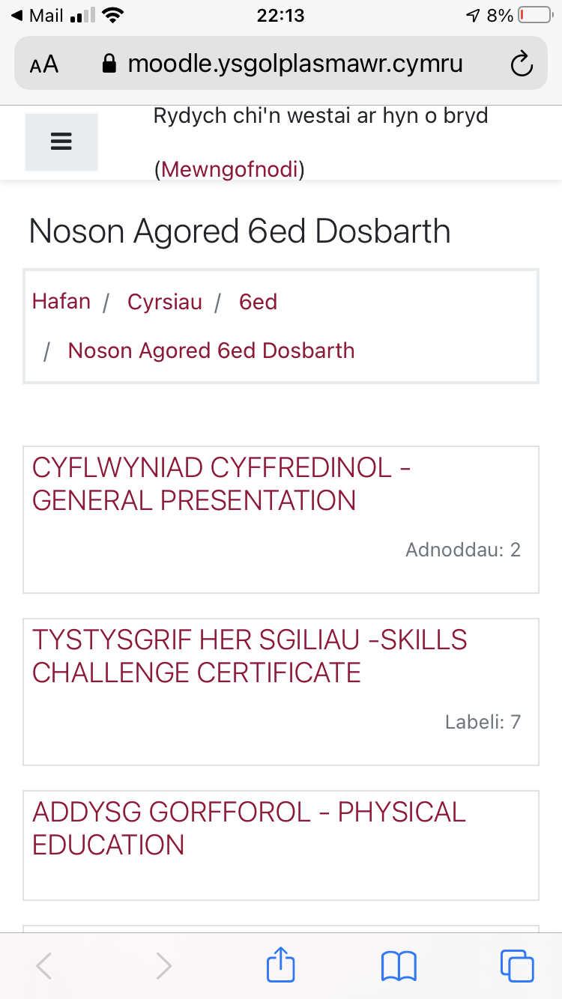 Mail 22:13 8%
AA moodle.ysgolplasmawr.cymru
Rydych chi'n westai ar hyn o bryd
(Mewngofnodi)
Noson Agored 6ed Dosbarth
Hafan / Cyrsiau / 6ed
/ Noson Agored 6ed Dosbarth
CYFLWYNIAD CYFFREDINOL -
GENERAL PRESENTATION
Adnoddau: 2
TYSTYSGRIF HER SGILIAU -SKILLS
CHALLENGE CERTIFICATE
Labeli: 7
ADDYSG GORFFOROL - PHYSICAL
EDUCATION